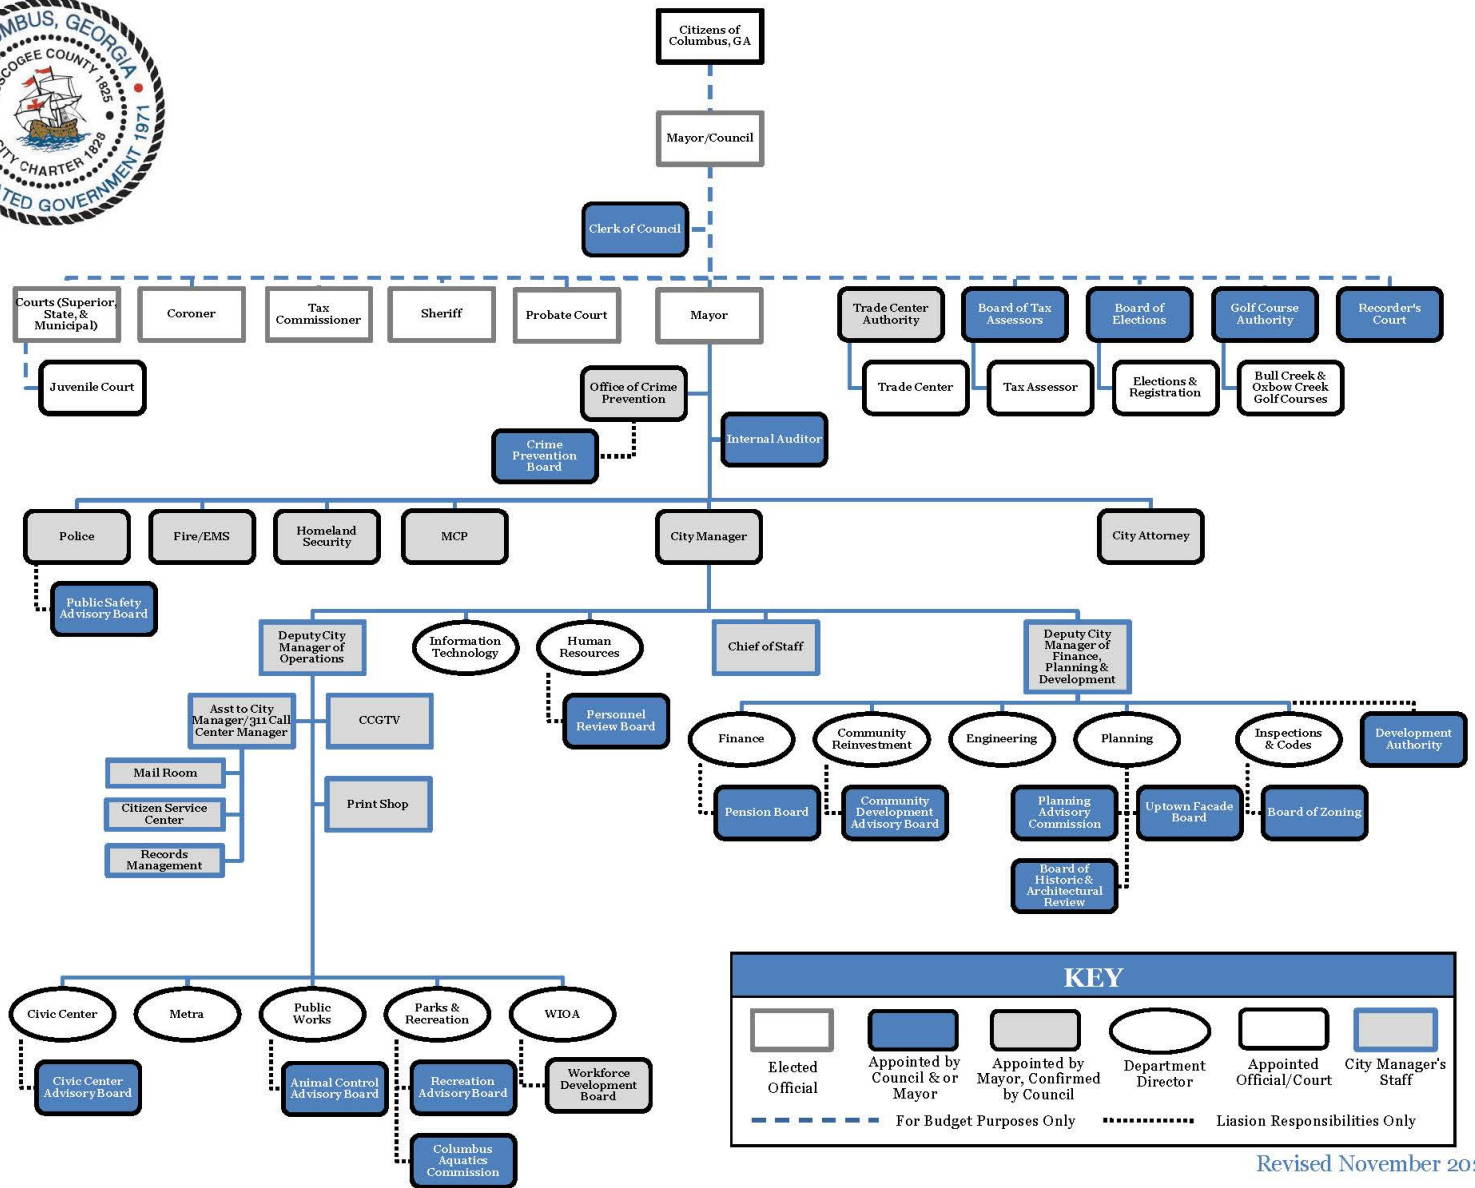 MBUS, GEORGIA
SCOGEE COUNTY 1825
CITY CHARTER 1828
TED GOVERNMENT 1971
Citizens of
Columbus, GA
Mayor/Council
Clerk of Council
Courts (Superior,
State, &
Municipal)
Coroner
Tax
Commissioner
Sheriff
Probate Court
Mayor
Trade Center
Authority
Board of Tax
Assessors
Board of
Elections
Golf Course
Authority
Recorder's
Court
Juvenile Court
Office of Crime
Prevention
Trade Center
Tax Assessor
Elections &
Registration
Bull Creek &
Oxbow Creek
Golf Courses
Crime
Prevention
Board
Internal Auditor
Police
Fire/EMS
Homeland
Security
MCP
City Manager
City Attorney
Public Safety
Advisory Board
Deputy City
Manager of
Operations
Information
Technology
Human
Resources
Chief of Staff
Deputy City
Manager of
Finance,
Planning &
Development
Asst to City
Manager/311 Call
Center Manager
CCGTV
Personnel
Review Board
Finance
Community
Reinvestment
Engineering
Planning
Inspections
& Codes
Development
Authority
Mail Room
Citizen Service
Center
Records
Management
Print Shop
Pension Board
Community
Development
Advisory Board
Planning
Advisory
Commission
Uptown Facade
Board
Board of Zoning
Board of
Historic &
Architectural
Review
Civic Center
Metra
Public
Works
Parks &
Recreation
WIOA
Civic Center
Advisory Board
Animal Control
Advisory Board
Recreation
Advisory Board
Workforce
Development
Board
Columbus
Aquatics
Commission
KEY
Elected
Official
Appointed by
Council & or
Mayor
Appointed by
Mayor, Confirmed
by Council
Department
Director
Appointed
Official/Court
City Manager's
Staff
For Budget Purposes Only
Liasion Responsibilities Only
Revised November